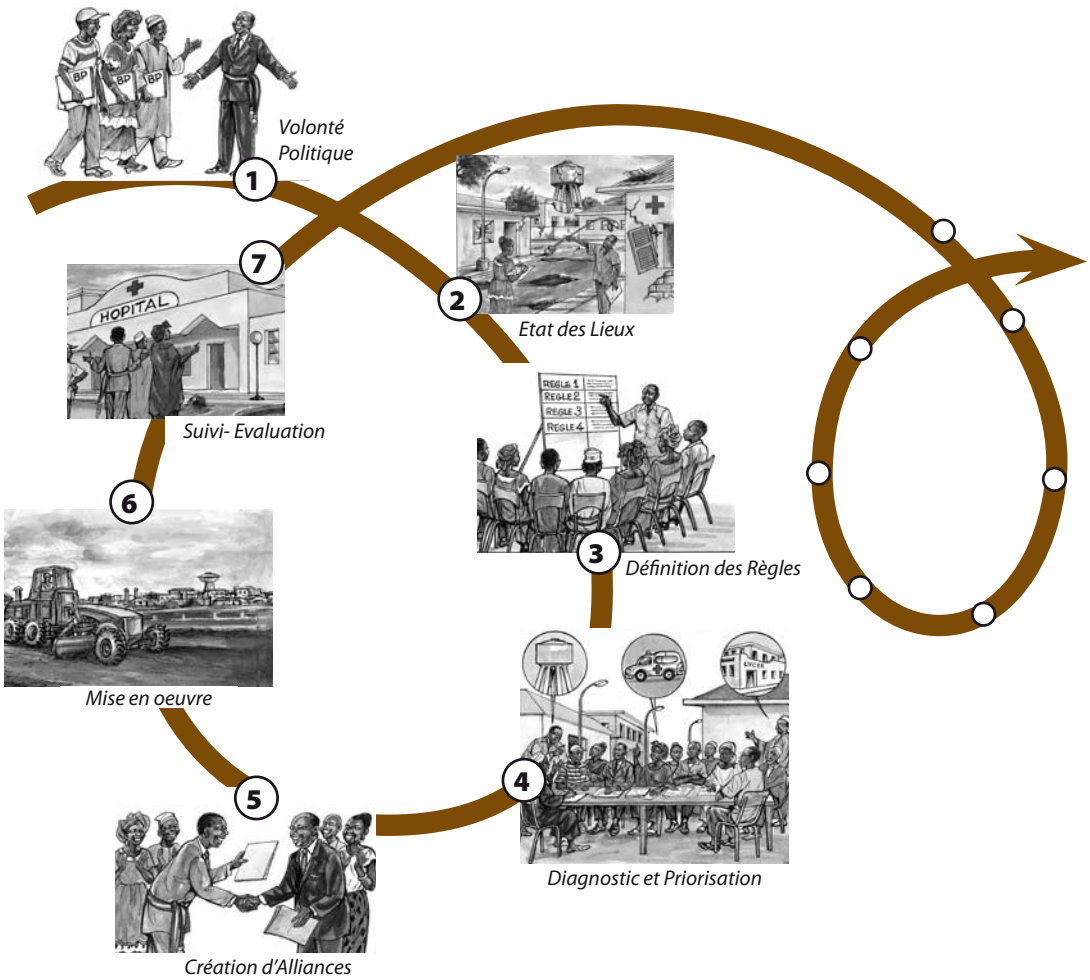 BP BP BP
Volonté
Politique
1
2
Etat des Lieux
REGLE 1
REGLE 2
REGLE 3
REGLE 4
3
Définition des Règles
LYCEE
4
Diagnostic et Priorisation
5
Création d'Alliances
6
Mise en oeuvre
7
HOPITAL
Suivi- Evaluation